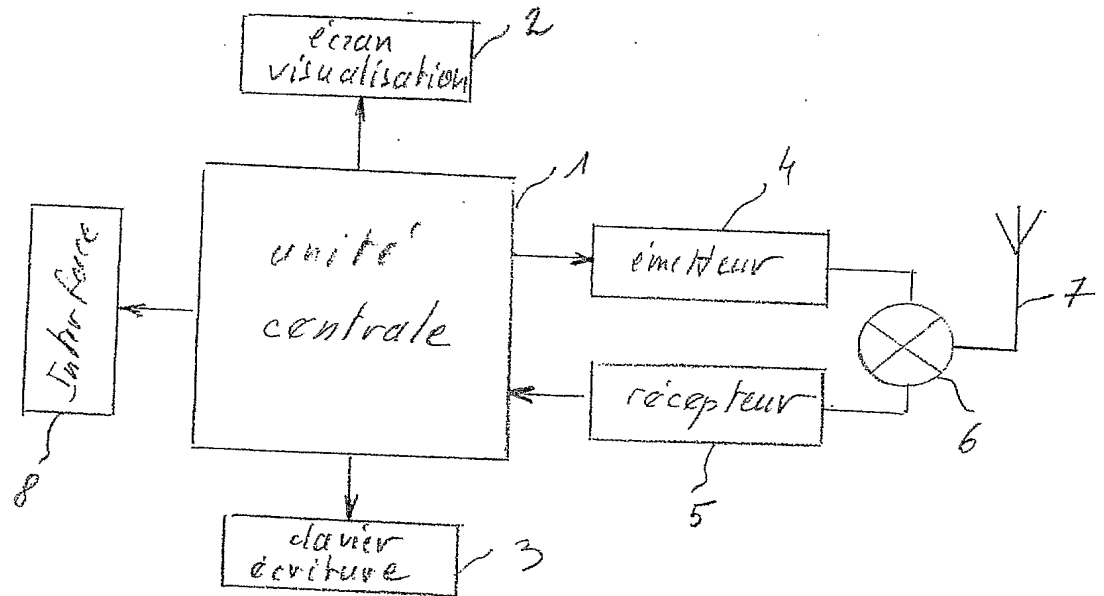 écran
visualisation
2
unité
centrale
1
émetteur
4
récepteur
5
6
7
Interface
8
clavier
écriture
3